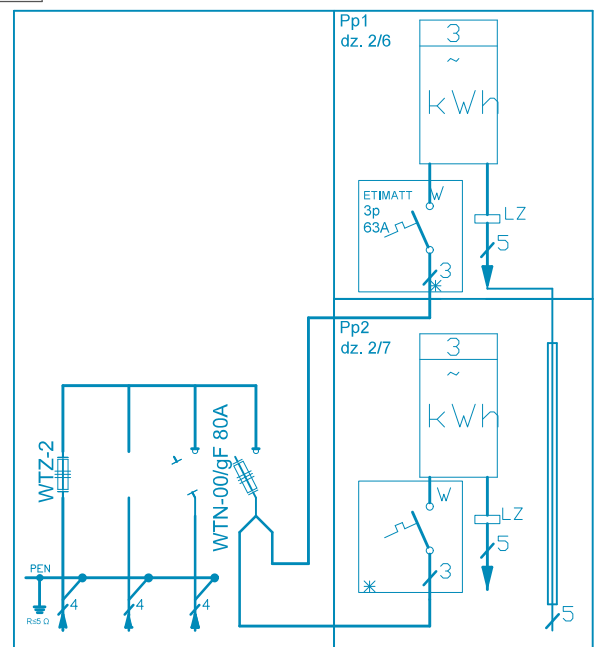 Pp1
dz. 2/6
3
~
kWh
ETIMATT
3p
63A
W
LZ
5
3
*
Pp2
dz. 2/7
3
~
kWh
W
LZ
5
3
*
WTZ-2
WTN-00/gF 80A
PEN
R≤5 Ω
4
4
4
5